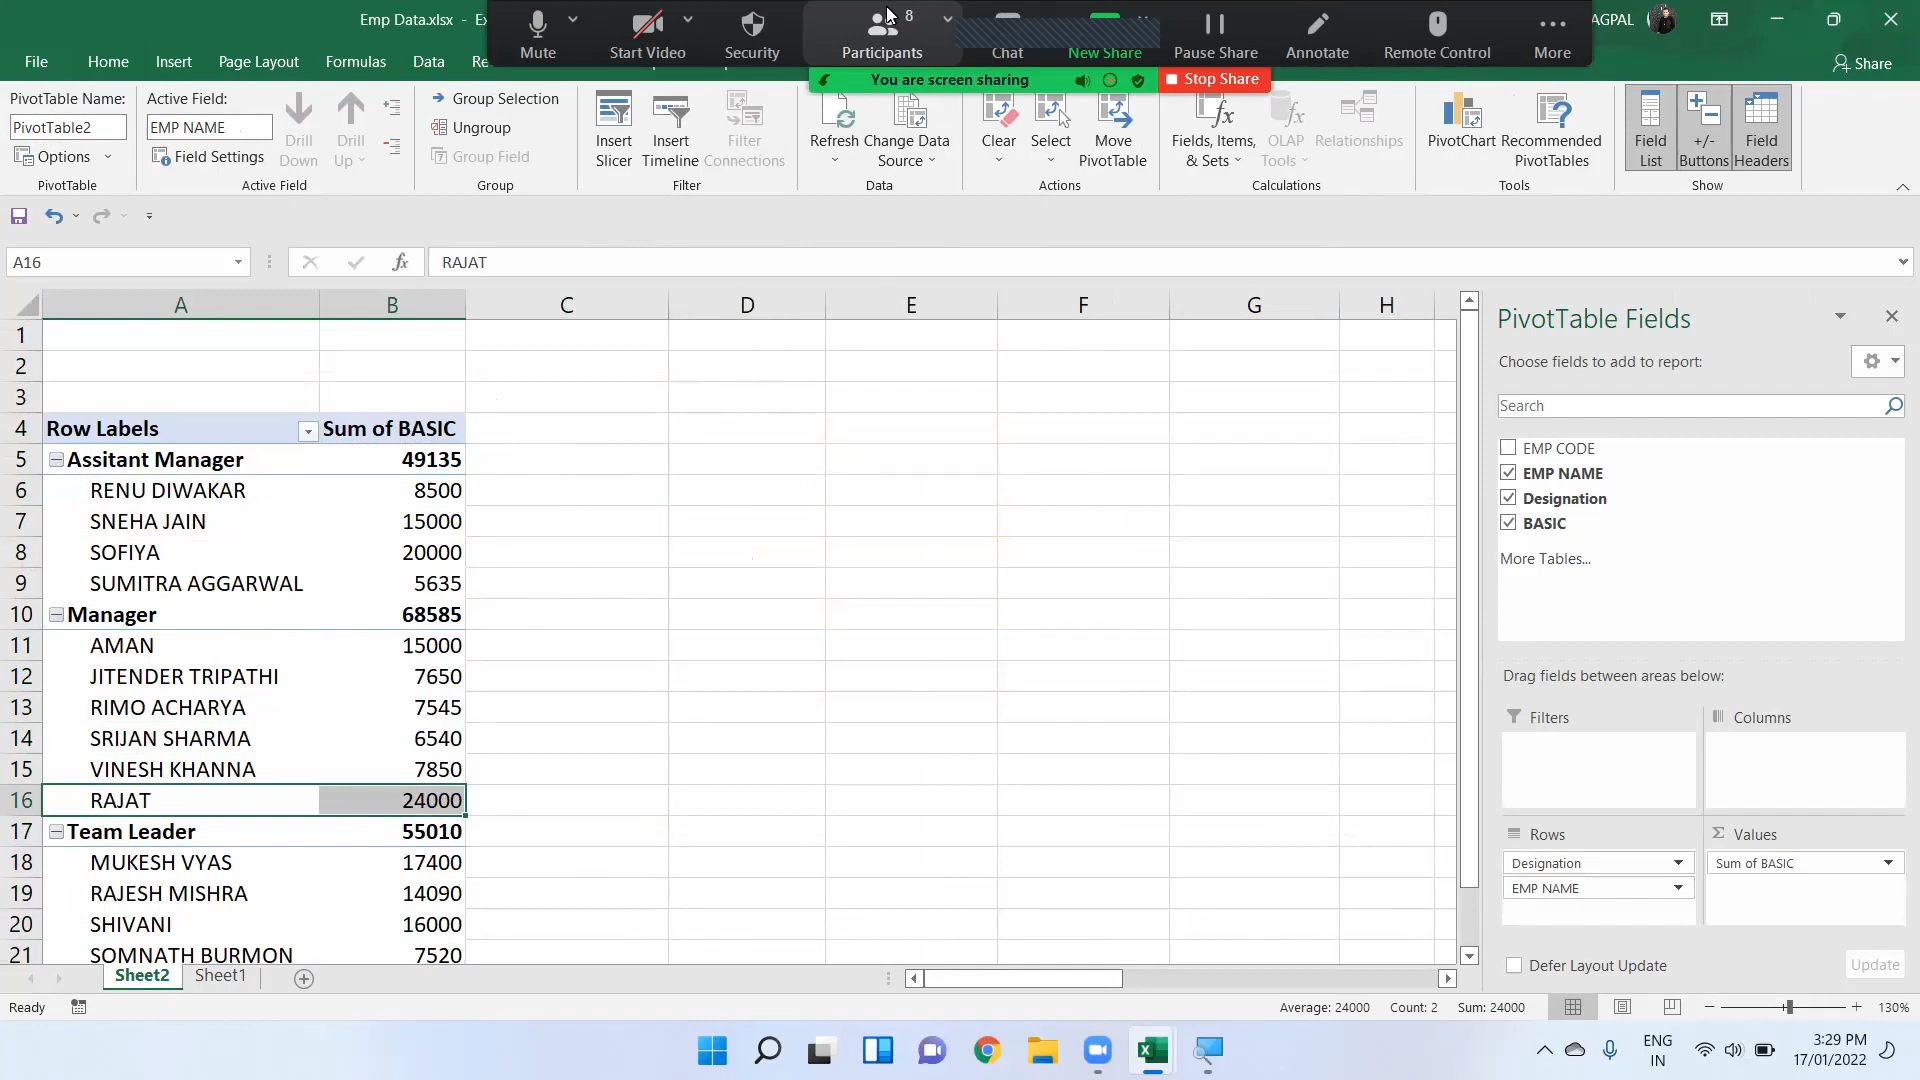 Emp Data.xlsx - E
AGPAL
8
Mute
Start Video
Security
Participants
Chat
New Share
Pause Share
Annotate
Remote Control
More
You are screen sharing
Stop Share
File
Home
Insert
Page Layout
Formulas
Data
Re
Share
PivotTable Name:
PivotTable2
Options
PivotTable
Active Field:
EMP NAME
Field Settings
Drill
Down
Drill
Up
Active Field
Group Selection
Ungroup
Group Field
Group
Insert
Slicer
Insert
Timeline
Filter
Connections
Filter
Refresh
Change Data
Source
Data
Clear
Select
Move
PivotTable
Actions
Fields, Items,
& Sets
OLAP
Tools
Relationships
Calculations
PivotChart
Recommended
PivotTables
Tools
Field
List
+/-
Buttons
Field
Headers
Show
A16
fx
RAJAT
A B C D E F G H
1
2
3
4 Row Labels Sum of BASIC
5 Assitant Manager 49135
6 RENU DIWAKAR 8500
7 SNEHA JAIN 15000
8 SOFIYA 20000
9 SUMITRA AGGARWAL 5635
10 Manager 68585
11 AMAN 15000
12 JITENDER TRIPATHI 7650
13 RIMO ACHARYA 7545
14 SRIJAN SHARMA 6540
15 VINESH KHANNA 7850
16 RAJAT 24000
17 Team Leader 55010
18 MUKESH VYAS 17400
19 RAJESH MISHRA 14090
20 SHIVANI 16000
21 SOMNATH BURMON 7520
PivotTable Fields
Choose fields to add to report:
Search
EMP CODE
EMP NAME
Designation
BASIC
More Tables...
Drag fields between areas below:
Filters
Columns
Rows
Σ Values
Designation
EMP NAME
Sum of BASIC
Defer Layout Update
Update
Sheet2
Sheet1
Ready
Average: 24000
Count: 2
Sum: 24000
130%
ENG
IN
3:29 PM
17/01/2022